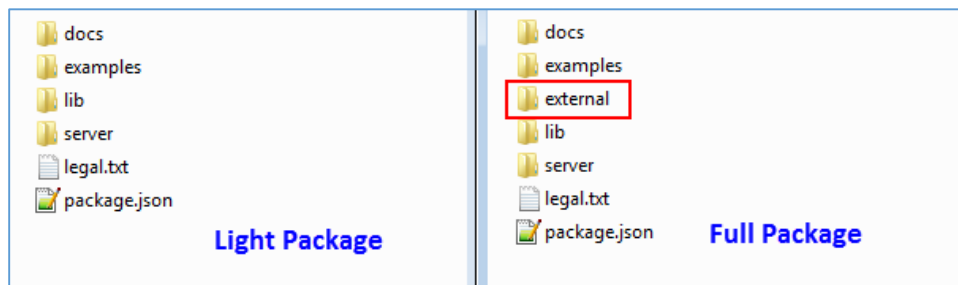 docs
examples
lib
server
legal.txt
package.json
Light Package
docs
examples
external
lib
server
legal.txt
package.json
Full Package